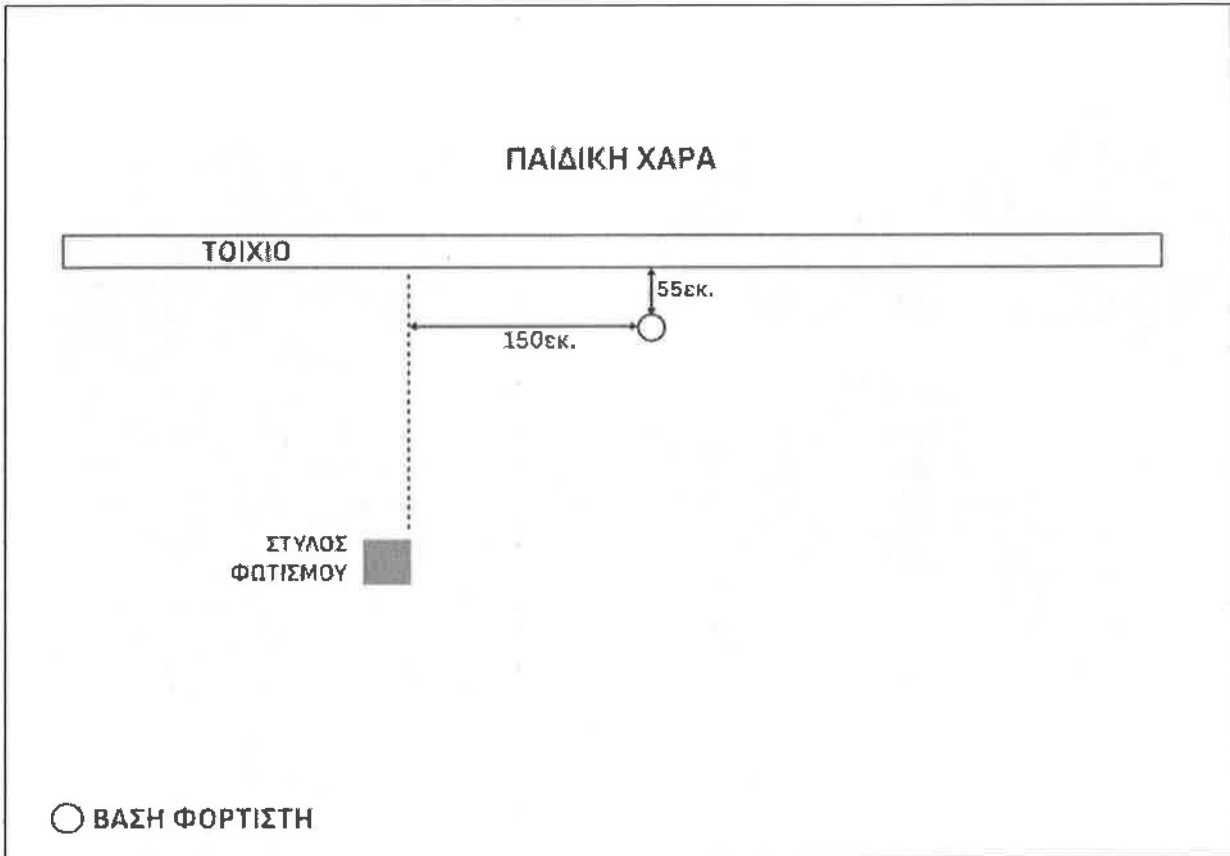 ΠΑΙΔΙΚΗ ΧΑΡΑ
ΤΟΙΧΙΟ
55εκ.
150εκ.
ΣΤΥΛΟΣ
ΦΩΤΙΣΜΟΥ
ΒΑΣΗ ΦΟΡΤΙΣΤΗ